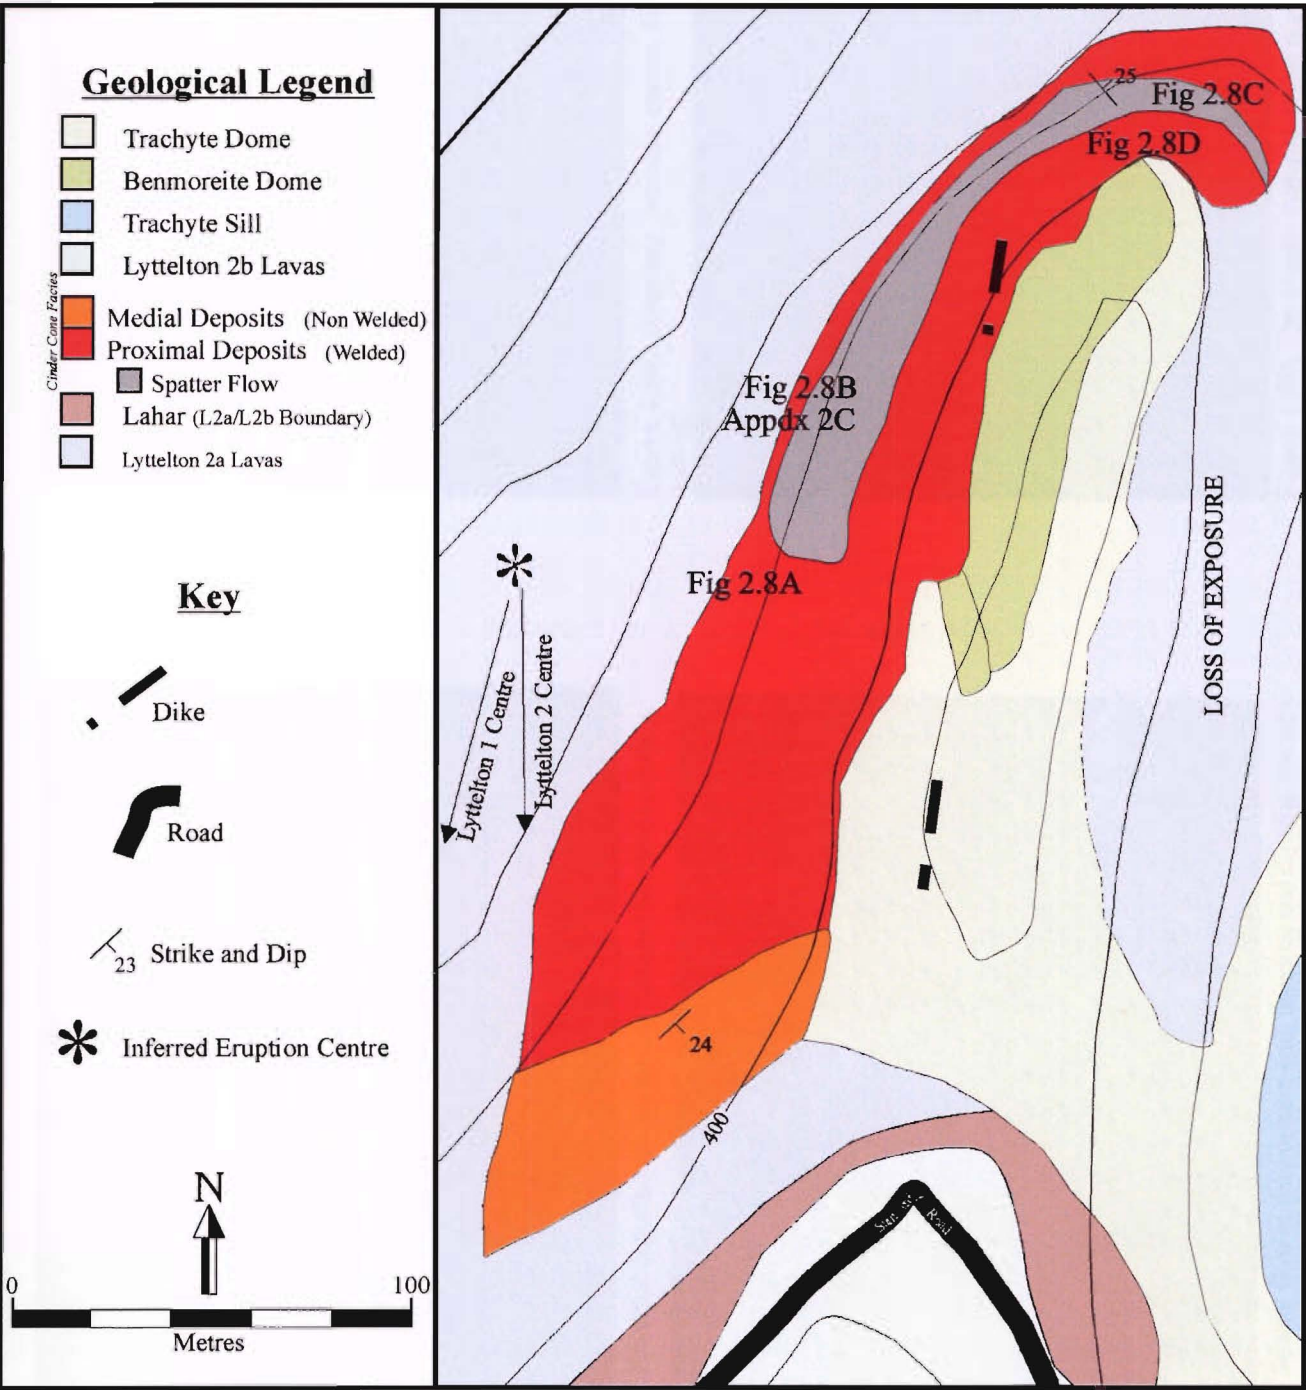 Geological Legend
Trachyte Dome
Benmoreite Dome
Trachyte Sill
Lyttelton 2b Lavas
Cinder Cone Facies
Medial Deposits (Non Welded)
Proximal Deposits (Welded)
Spatter Flow
Lahar (L2a/L2b Boundary)
Lyttelton 2a Lavas
Key
Dike
Road
23 Strike and Dip
Inferred Eruption Centre
N
0 100
Metres
25
Fig 2.8C
Fig 2.8D
Fig 2.8B
Appdx 2C
Fig 2.8A
Lyttelton 1 Centre
Lyttelton 2 Centre
LOSS OF EXPOSURE
24
400
Road